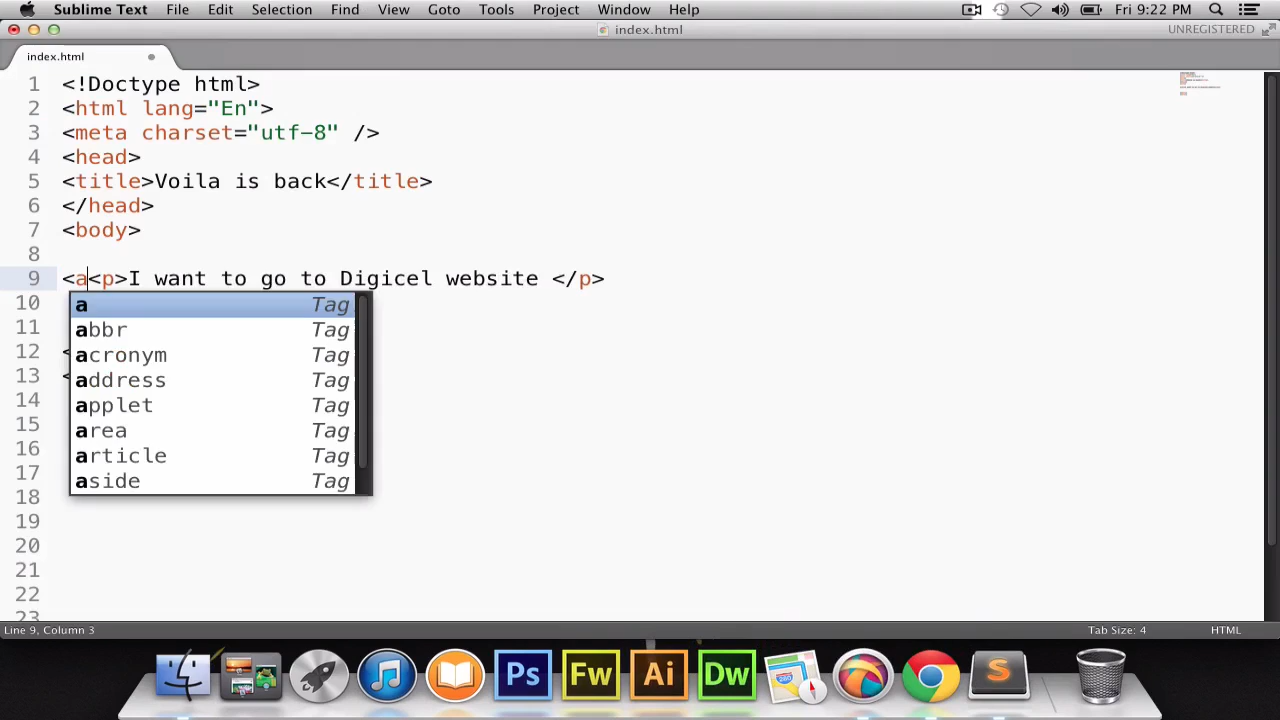 Sublime Text File Edit Selection Find View Goto Tools Project Window Help Fri 9:22 PM
index.html UNREGISTERED
index.html
1 <!Doctype html>
2 <html lang="En">
3 <meta charset="utf-8" />
4 <head>
5 <title>Voila is back</title>
6 </head>
7 <body>
8
9 <a<p>I want to go to Digicel website </p>
10
a Tag
11
abbr Tag
12 <
acronym Tag
13 <
address Tag
14
applet Tag
15
area Tag
16
article Tag
17
aside Tag
18
19
20
21
22
23
Line 9, Column 3 Tab Size: 4 HTML
Ps Fw Ai Dw S